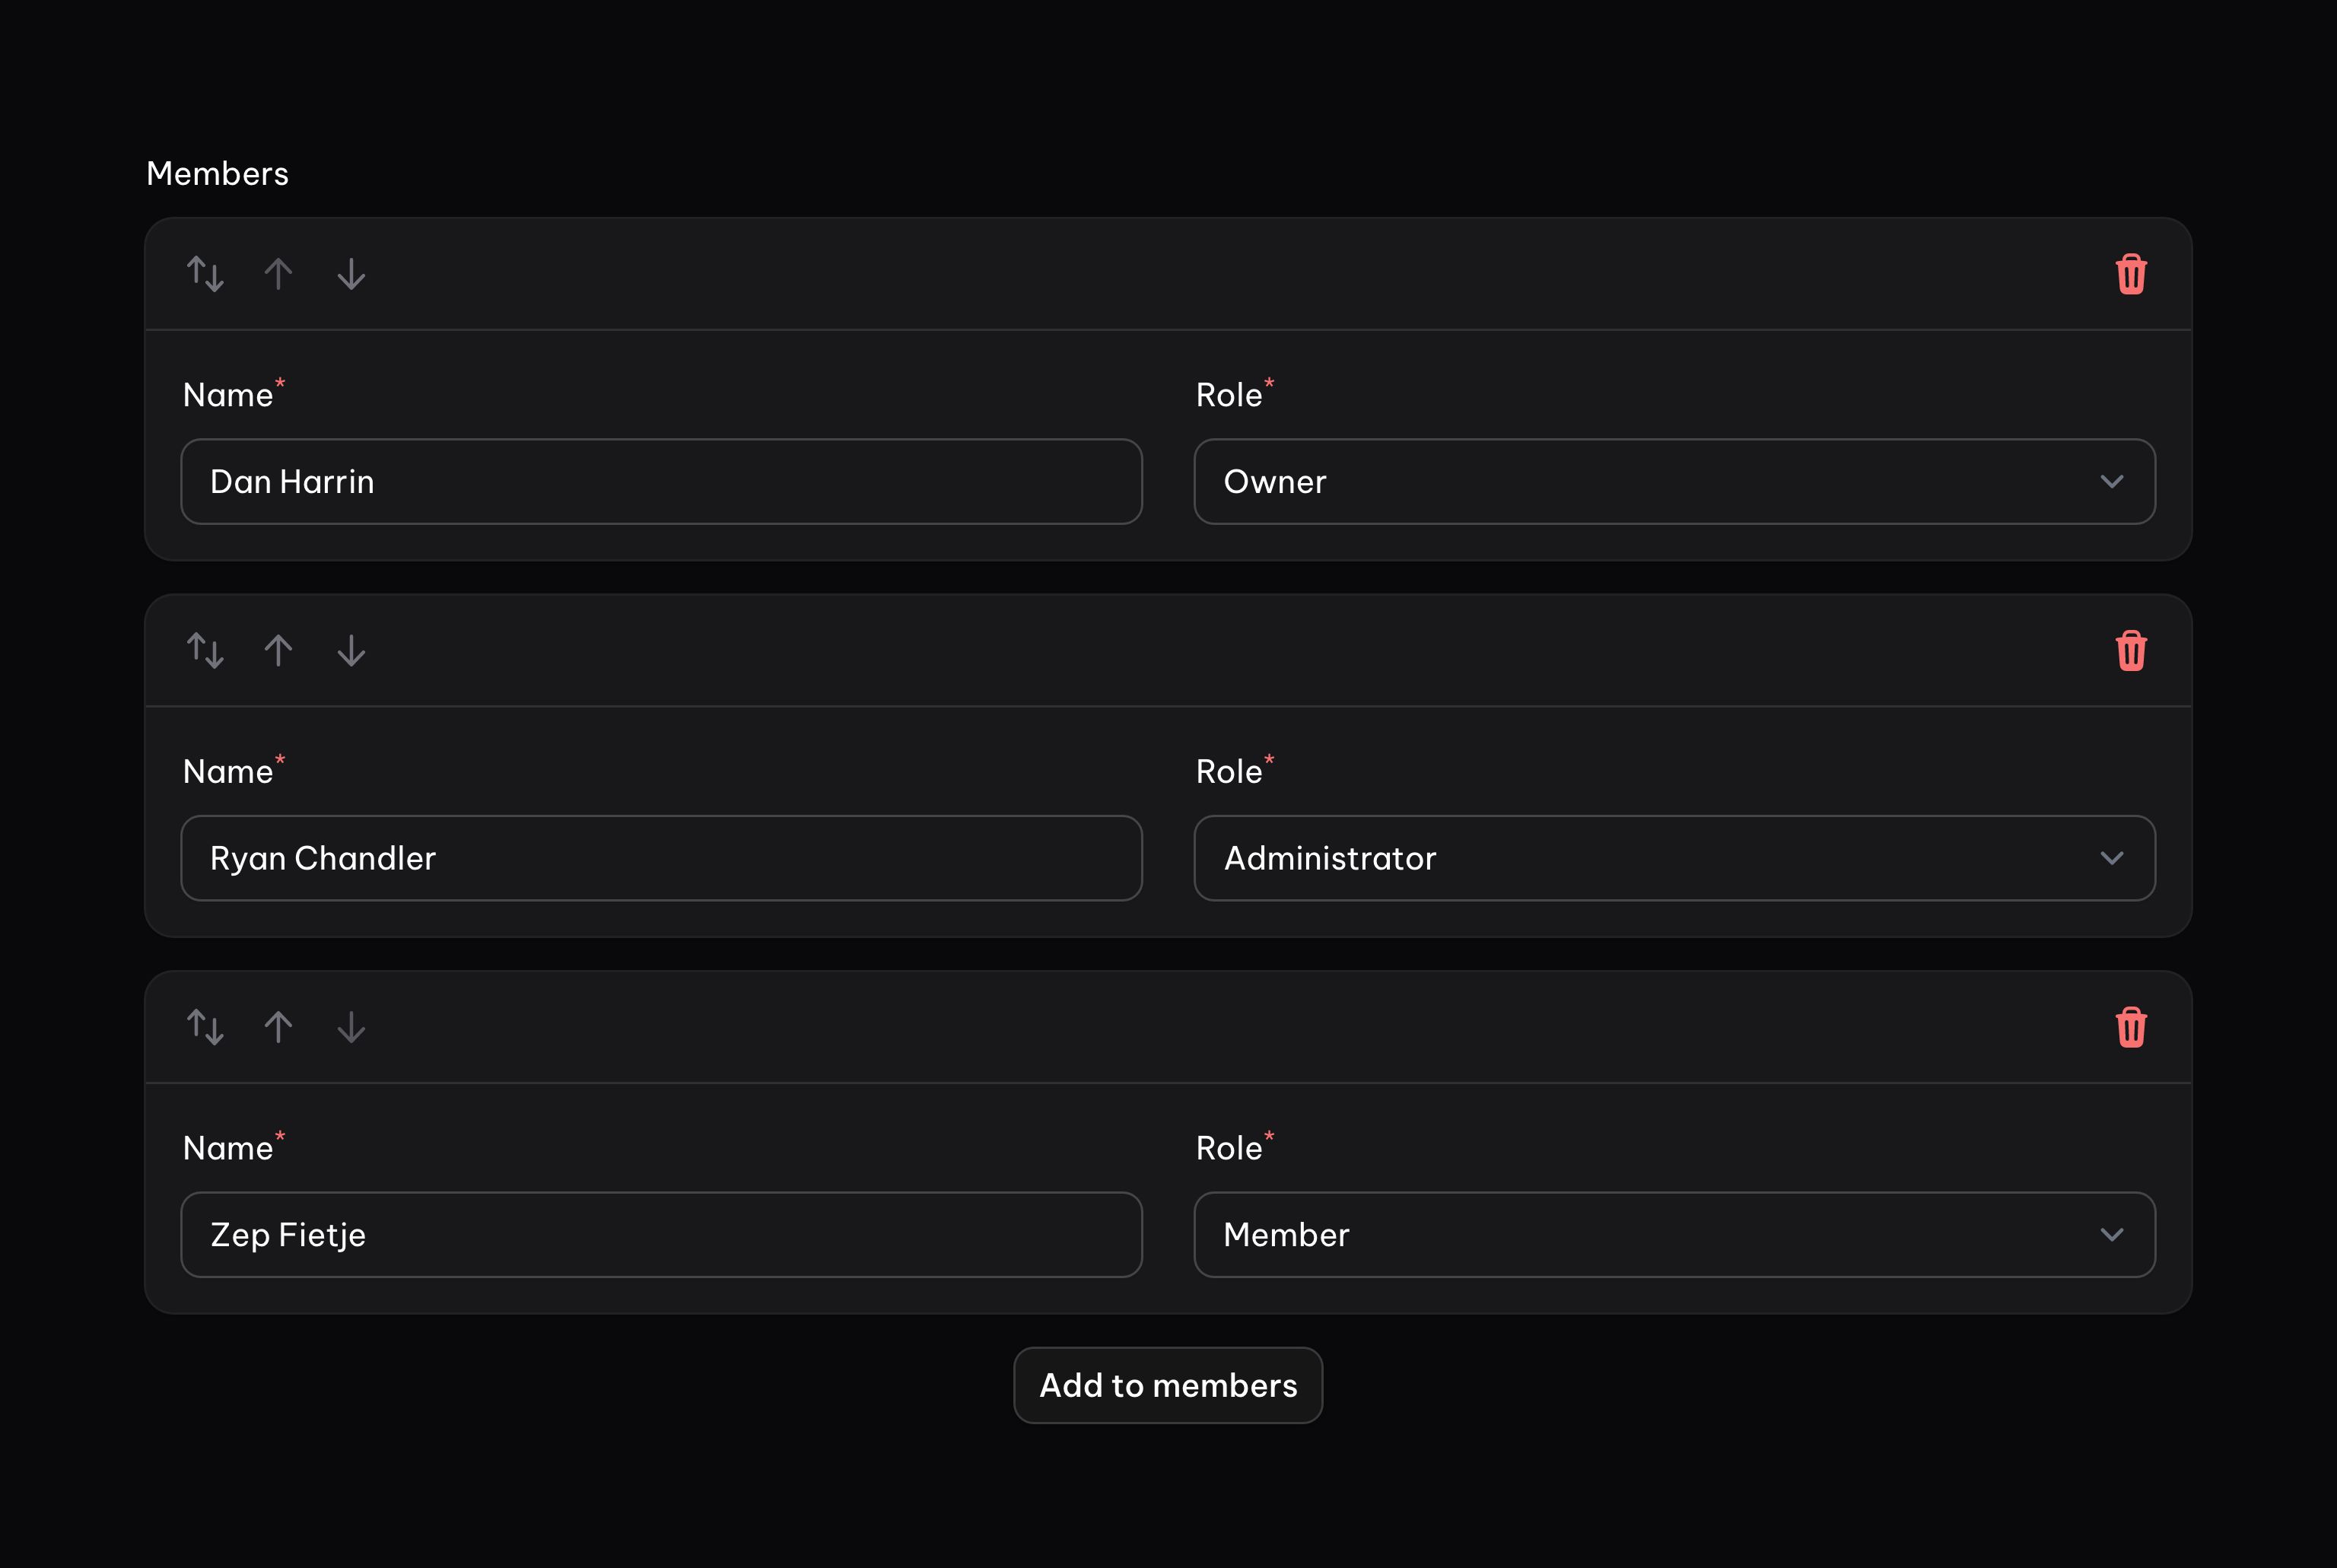 Members
Name* Role*
Dan Harrin Owner
Name* Role*
Ryan Chandler Administrator
Name* Role*
Zep Fietje Member
Add to members